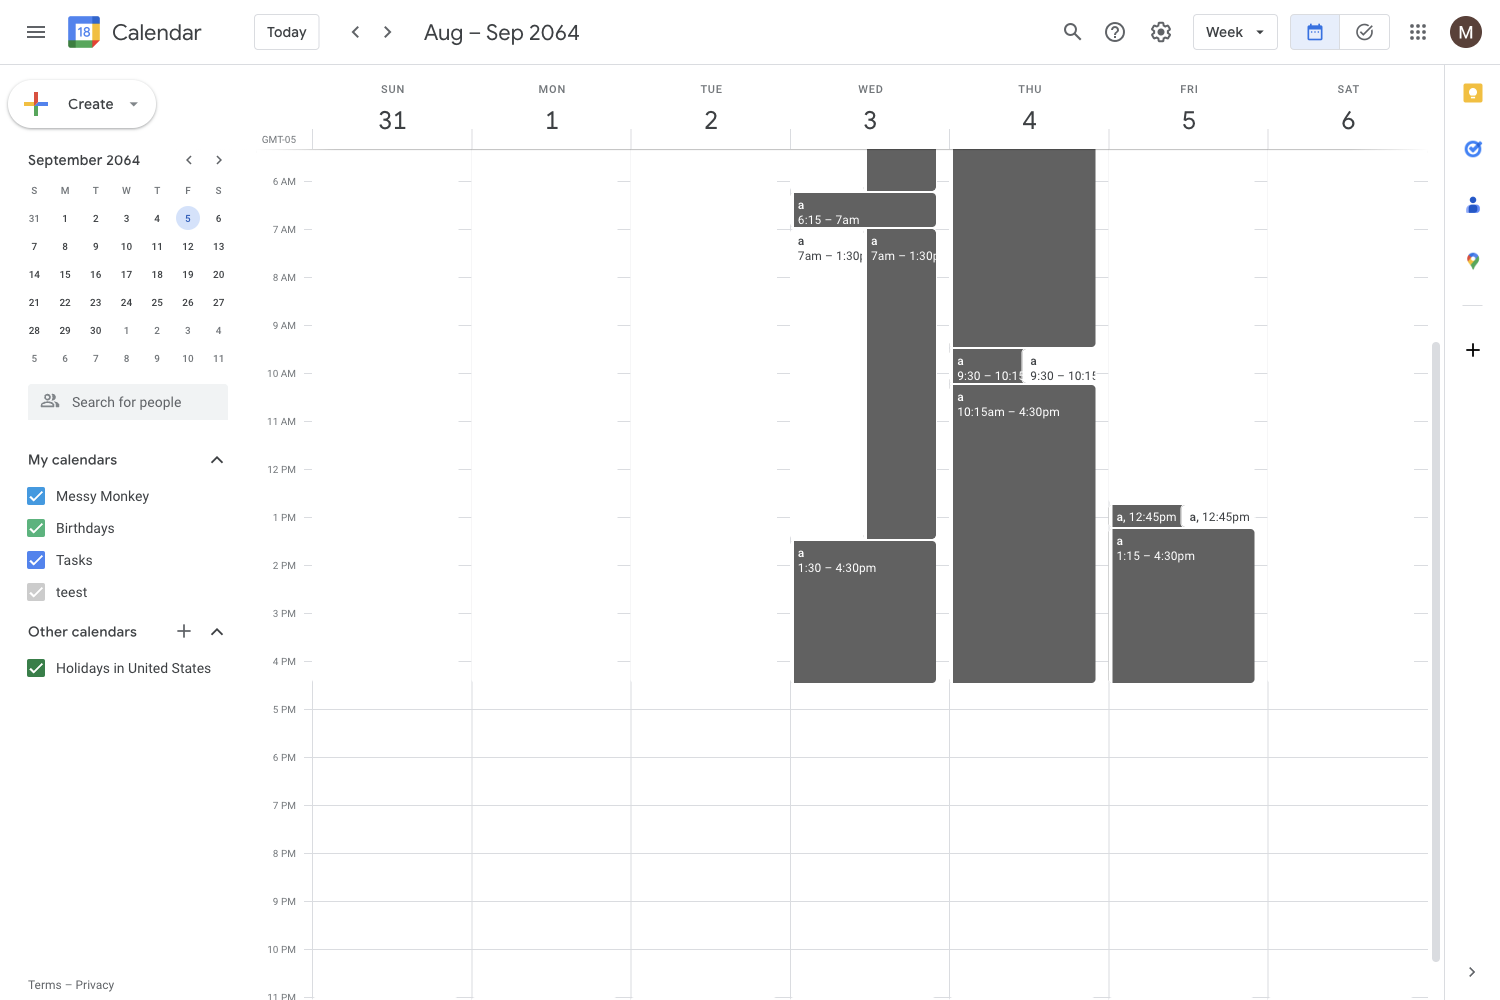 18 Calendar Today Aug – Sep 2064 Week M
Create
September 2064
S M T W T F S
31 1 2 3 4 5 6
7 8 9 10 11 12 13
14 15 16 17 18 19 20
21 22 23 24 25 26 27
28 29 30 1 2 3 4
5 6 7 8 9 10 11
Search for people
My calendars
Messy Monkey
Birthdays
Tasks
teest
Other calendars
Holidays in United States
Terms – Privacy
SUN MON TUE WED THU FRI SAT
31 1 2 3 4 5 6
GMT-05
6 AM
7 AM
8 AM
9 AM
10 AM
11 AM
12 PM
1 PM
2 PM
3 PM
4 PM
5 PM
6 PM
7 PM
8 PM
9 PM
10 PM
11 PM
a
6:15 – 7am
a
7am – 1:30p
a
7am – 1:30p
a
1:30 – 4:30pm
a
9:30 – 10:15
a
9:30 – 10:15
a
10:15am – 4:30pm
a, 12:45pm
a, 12:45pm
a
1:15 – 4:30pm